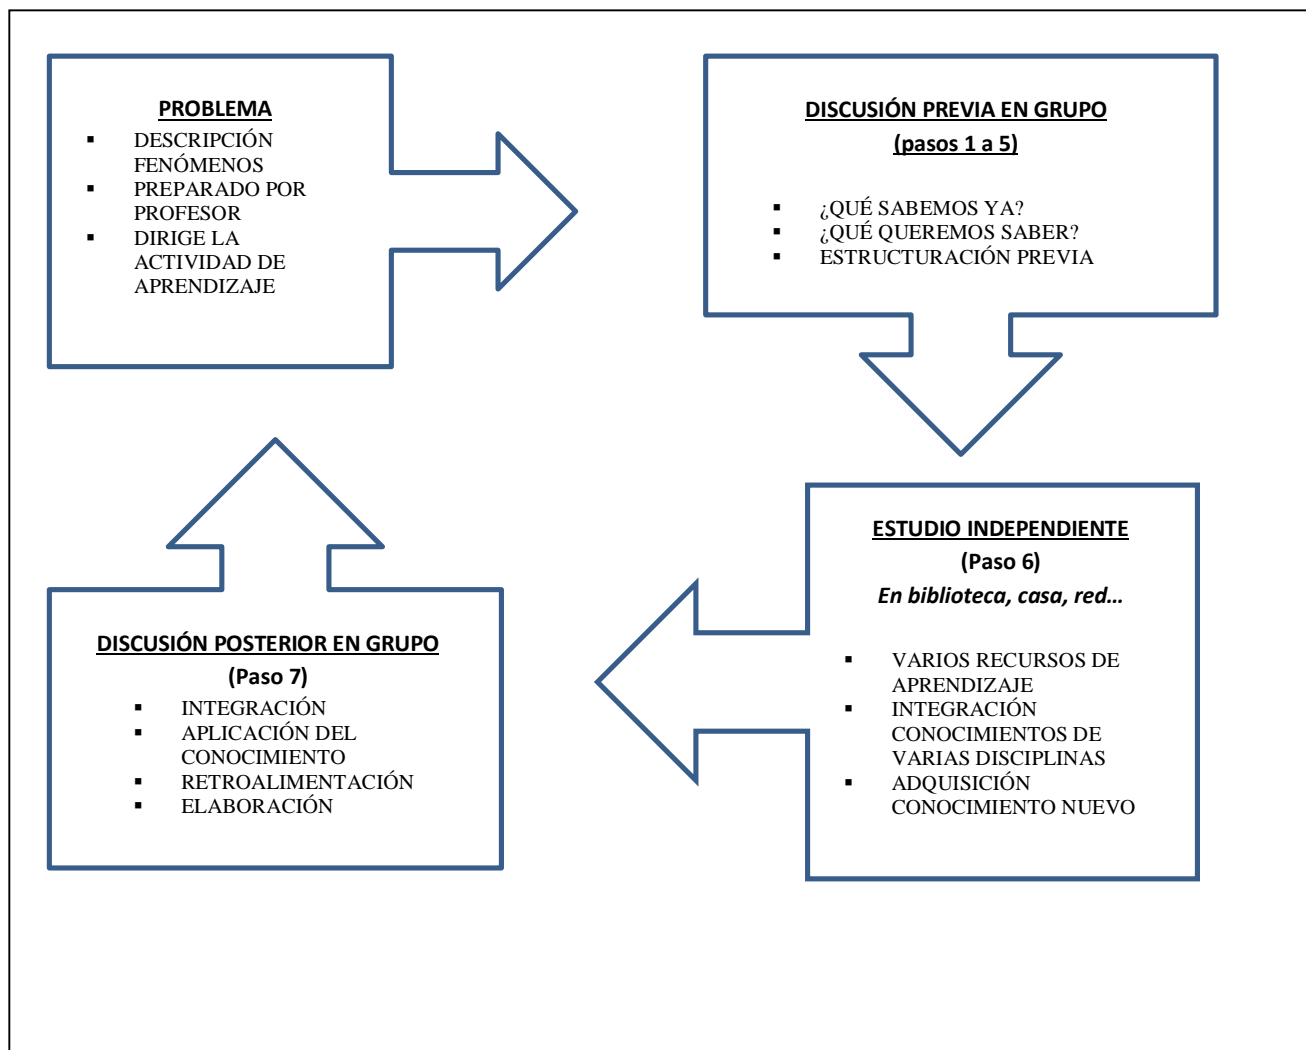 PROBLEMA
▪ DESCRIPCIÓN
FENÓMENOS
▪ PREPARADO POR
PROFESOR
▪ DIRIGE LA
ACTIVIDAD DE
APRENDIZAJE
DISCUSIÓN PREVIA EN GRUPO
(pasos 1 a 5)
▪ ¿QUÉ SABEMOS YA?
▪ ¿QUÉ QUEREMOS SABER?
▪ ESTRUCTURACIÓN PREVIA
ESTUDIO INDEPENDIENTE
(Paso 6)
En biblioteca, casa, red...
▪ VARIOS RECURSOS DE
APRENDIZAJE
▪ INTEGRACIÓN
CONOCIMIENTOS DE
VARIAS DISCIPLINAS
▪ ADQUISICIÓN
CONOCIMIENTO NUEVO
DISCUSIÓN POSTERIOR EN GRUPO
(Paso 7)
▪ INTEGRACIÓN
▪ APLICACIÓN DEL
CONOCIMIENTO
▪ RETROALIMENTACIÓN
▪ ELABORACIÓN